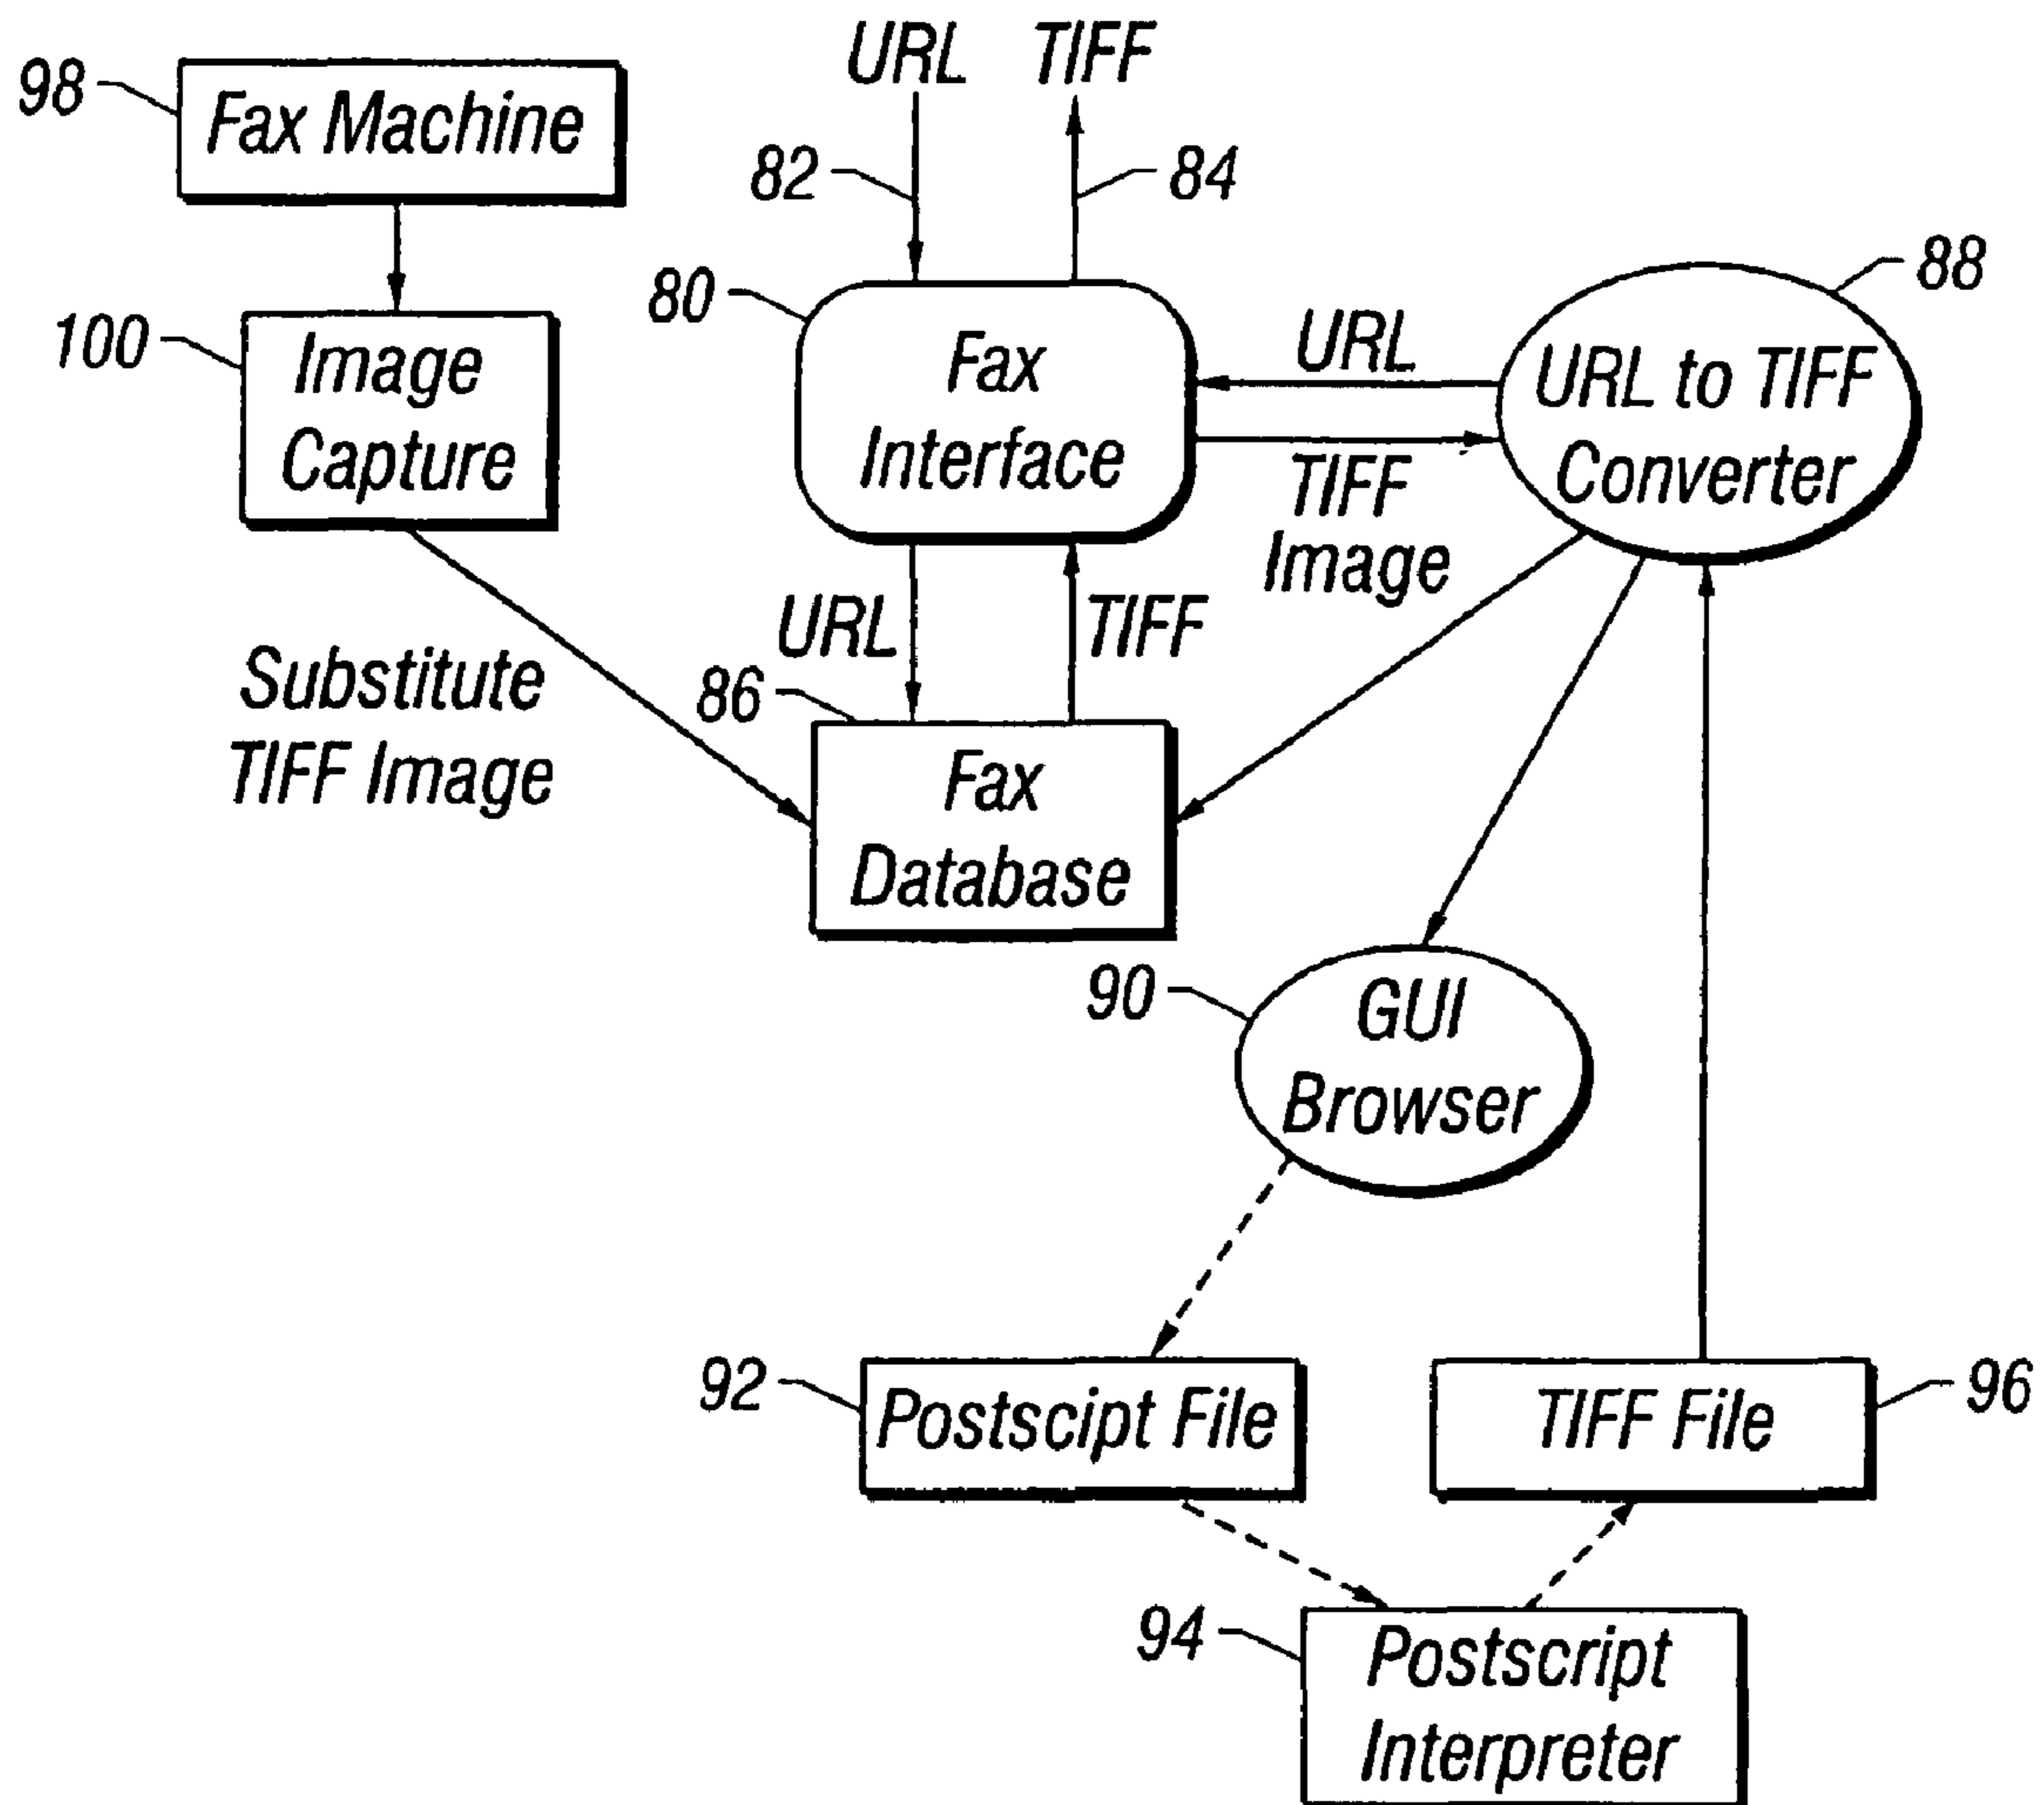 URL TIFF
98
Fax Machine
82
84
80
88
100
Image
Capture
Fax
Interface
URL
TIFF
Image
URL to TIFF
Converter
URL
TIFF
Substitute
TIFF Image
86
Fax
Database
90
GUI
Browser
92
Postscipt File
TIFF File
96
94
Postscript
Interpreter